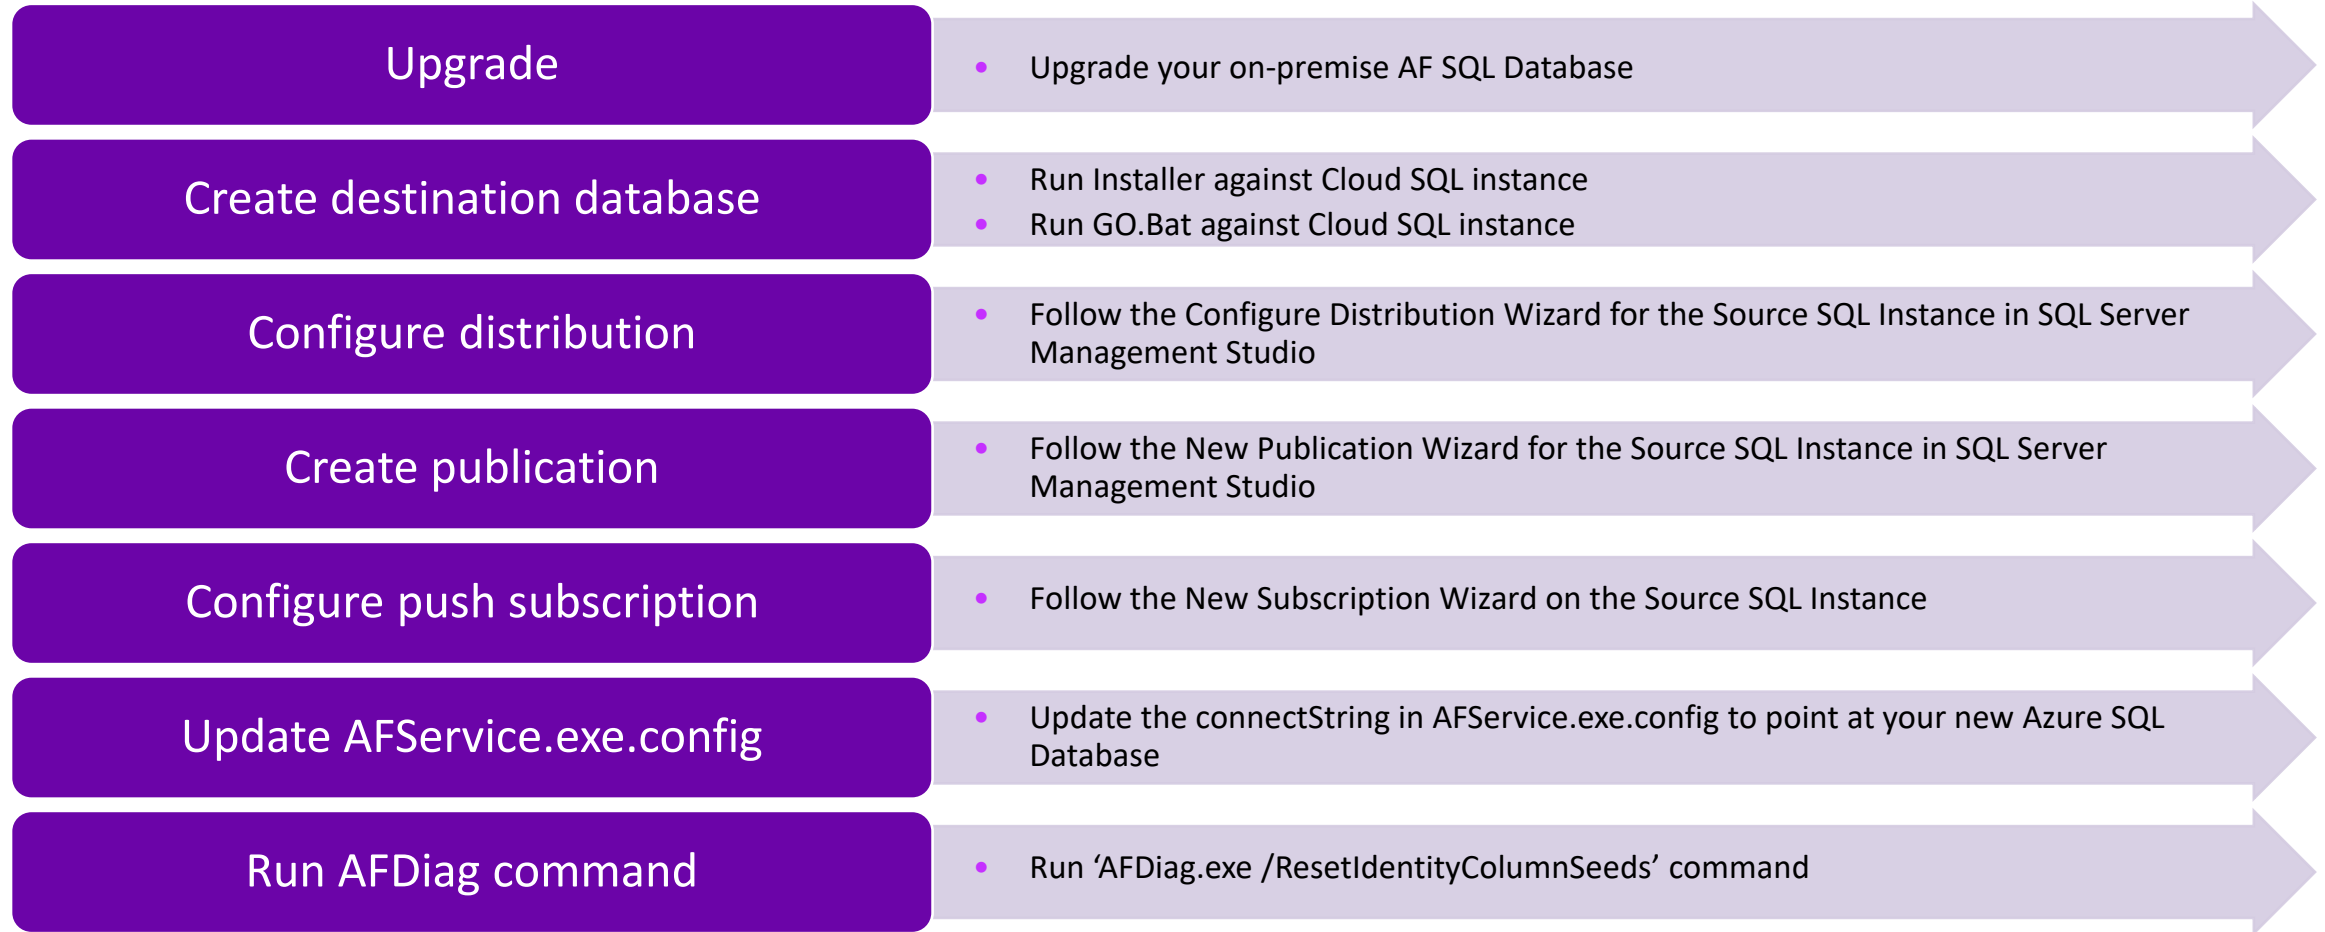 Upgrade
• Upgrade your on-premise AF SQL Database
Create destination database
• Run Installer against Cloud SQL instance
• Run GO.Bat against Cloud SQL instance
Configure distribution
• Follow the Configure Distribution Wizard for the Source SQL Instance in SQL Server
Management Studio
Create publication
• Follow the New Publication Wizard for the Source SQL Instance in SQL Server
Management Studio
Configure push subscription
• Follow the New Subscription Wizard on the Source SQL Instance
Update AFService.exe.config
• Update the connectString in AFService.exe.config to point at your new Azure SQL
Database
Run AFDiag command
• Run ‘AFDiag.exe /ResetIdentityColumnSeeds’ command